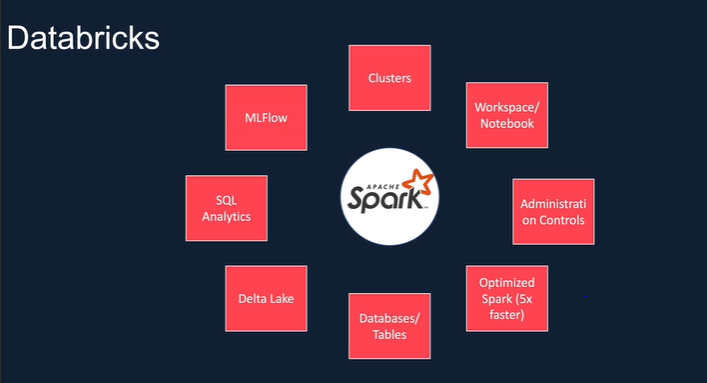 Databricks
Clusters
MLFlow
Workspace/
Notebook
APACHE
Spark™
SQL
Analytics
Administrati
on Controls
Delta Lake
Optimized
Spark (5x
faster)
Databases/
Tables